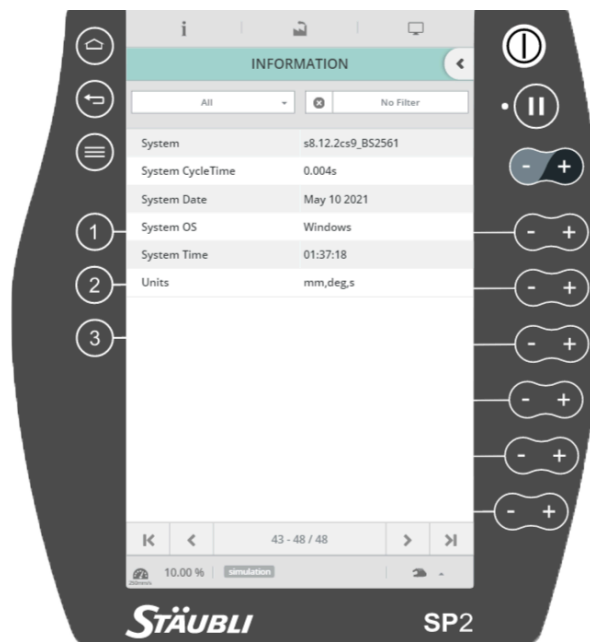 i
INFORMATION
All
No Filter
System s8.12.2cs9_BS2561
System CycleTime 0.004s
System Date May 10 2021
System OS Windows
System Time 01:37:18
Units mm,deg,s
1
2
3
- +
- +
- +
- +
- +
- +
- +
43 - 48 / 48
250mm/s
10.00 %
simulation
-
STÄUBLI
SP2